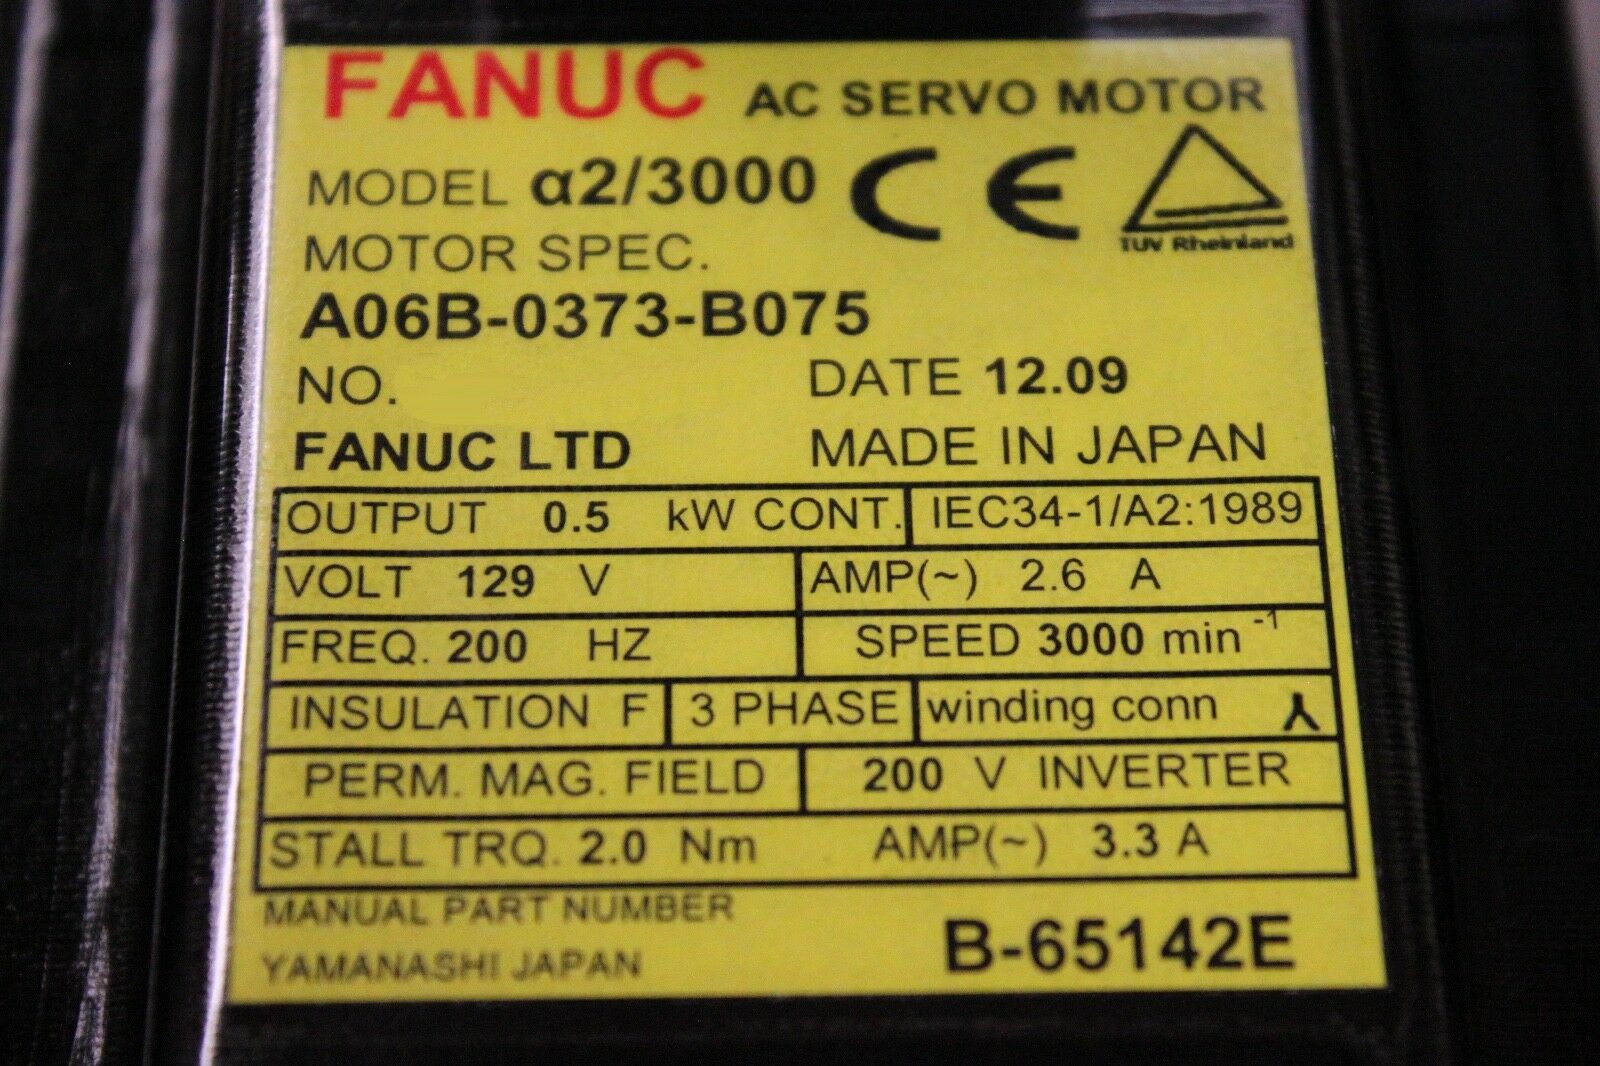 FANUC AC SERVO MOTOR
MODEL α2/3000 CE
TUV Rheinland
MOTOR SPEC.
A06B-0373-B075
NO. DATE 12.09
FANUC LTD MADE IN JAPAN
OUTPUT 0.5 kW CONT. IEC34-1/A2:1989
VOLT 129 V AMP(~) 2.6 A
FREQ. 200 HZ SPEED 3000 min⁻¹
INSULATION F 3 PHASE winding conn
PERM. MAG. FIELD 200 V INVERTER
STALL TRQ. 2.0 Nm AMP(~) 3.3 A
MANUAL PART NUMBER B-65142E
YAMANASHI JAPAN